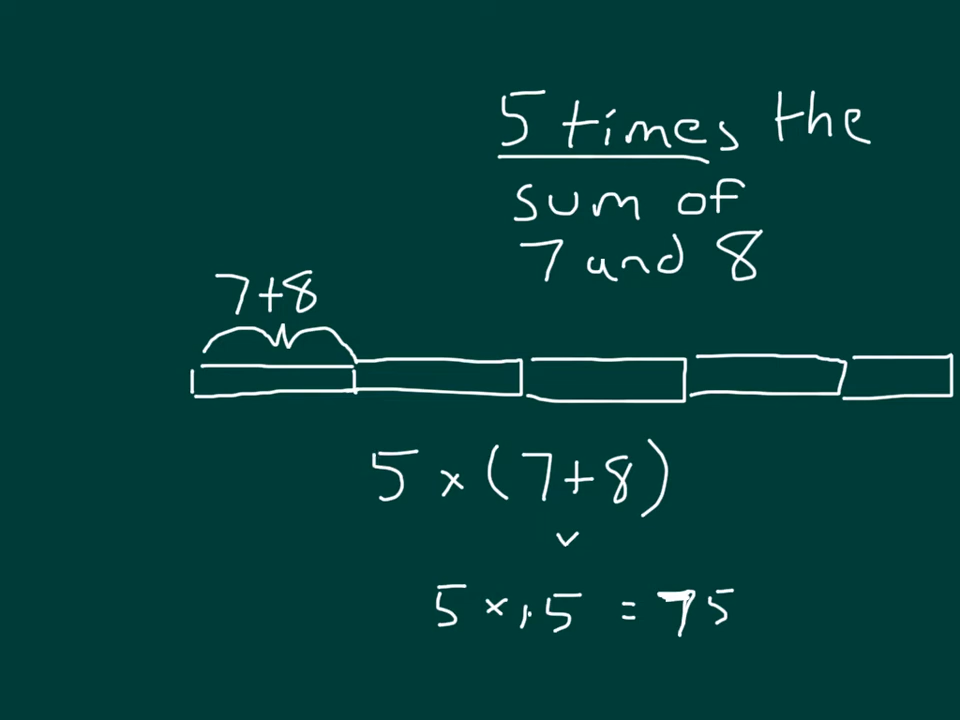 5 times the
sum of
7 and 8
7+8
5 × (7+8)
5 × 15 = 75